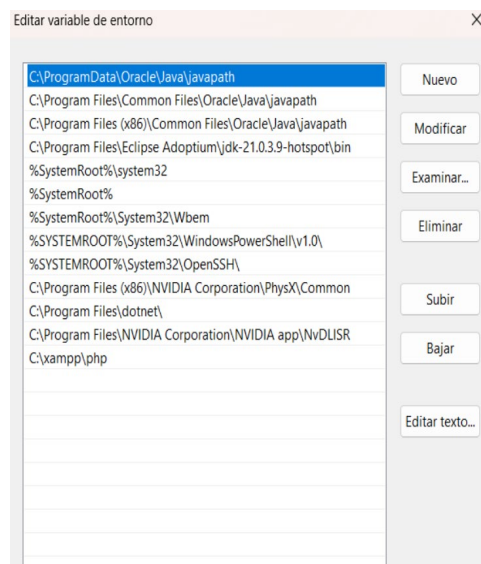 Editar variable de entorno
C:\ProgramData\Oracle\Java\javapath
C:\Program Files\Common Files\Oracle\Java\javapath
C:\Program Files (x86)\Common Files\Oracle\Java\javapath
C:\Program Files\Eclipse Adoptium\jdk-21.0.3.9-hotspot\bin
%SystemRoot%\system32
%SystemRoot%
%SystemRoot%\System32\Wbem
%SYSTEMROOT%\System32\WindowsPowerShell\v1.0\
%SYSTEMROOT%\System32\OpenSSH\
C:\Program Files (x86)\NVIDIA Corporation\PhysX\Common
C:\Program Files\dotnet\
C:\Program Files\NVIDIA Corporation\NVIDIA app\NvDLISR
C:\xampp\php
Nuevo
Modificar
Examinar...
Eliminar
Subir
Bajar
Editar texto...